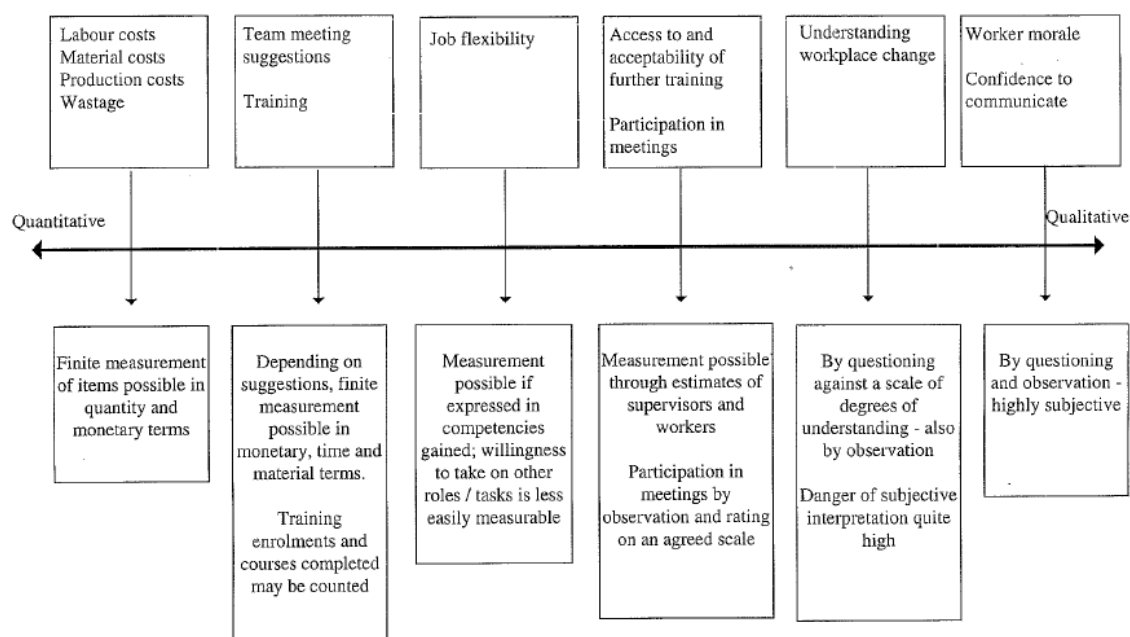 Labour costs
Material costs
Production costs
Wastage
Team meeting
suggestions
Training
Job flexibility
Access to and
acceptability of
further training
Participation in
meetings
Understanding
workplace change
Worker morale
Confidence to
communicate
Quantitative
Qualitative
Finite measurement
of items possible in
quantity and
monetary terms
Depending on
suggestions, finite
measurement
possible in
monetary, time and
material terms.
Training
enrolments and
courses completed
may be counted
Measurement
possible if
expressed in
competencies
gained; willingness
to take on other
roles / tasks is less
easily measurable
Measurement possible
through estimates of
supervisors and
workers
Participation in
meetings by
observation and rating
on an agreed scale
By questioning
against a scale of
degrees of
understanding - also
by observation
Danger of subjective
interpretation quite
high
By questioning
and observation -
highly subjective